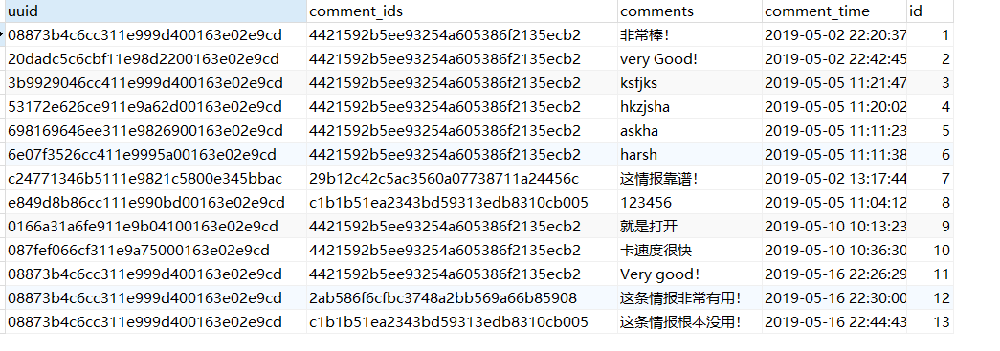 uuid comment_ids comments comment_time id
08873b4c6cc311e999d400163e02e9cd 4421592b5ee93254a605386f2135ecb2 非常棒! 2019-05-02 22:20:37 1
20dadc5c6cbf11e98d2200163e02e9cd 4421592b5ee93254a605386f2135ecb2 very Good! 2019-05-02 22:42:45 2
3b9929046cc411e999d400163e02e9cd 4421592b5ee93254a605386f2135ecb2 ksfjks 2019-05-05 11:21:47 3
53172e626ce911e9a62d00163e02e9cd 4421592b5ee93254a605386f2135ecb2 hkzjsha 2019-05-05 11:20:02 4
698169646ee311e9826900163e02e9cd 4421592b5ee93254a605386f2135ecb2 askha 2019-05-05 11:11:23 5
6e07f3526cc411e9995a00163e02e9cd 4421592b5ee93254a605386f2135ecb2 harsh 2019-05-05 11:11:38 6
c24771346b5111e9821c5800e345bbac 29b12c42c5ac3560a07738711a24456c 这情报靠谱! 2019-05-02 13:17:44 7
e849d8b86cc111e990bd00163e02e9cd c1b1b51ea2343bd59313edb8310cb005 123456 2019-05-05 11:04:12 8
0166a31a6fe911e9b04100163e02e9cd 4421592b5ee93254a605386f2135ecb2 就是打开 2019-05-10 10:13:23 9
087fef066cf311e9a75000163e02e9cd 4421592b5ee93254a605386f2135ecb2 卡速度很快 2019-05-10 10:36:30 10
08873b4c6cc311e999d400163e02e9cd 4421592b5ee93254a605386f2135ecb2 Very good! 2019-05-16 22:26:29 11
08873b4c6cc311e999d400163e02e9cd 2ab586f6cfbc3748a2bb569a66b85908 这条情报非常有用! 2019-05-16 22:30:00 12
08873b4c6cc311e999d400163e02e9cd c1b1b51ea2343bd59313edb8310cb005 这条情报根本没用! 2019-05-16 22:44:43 13